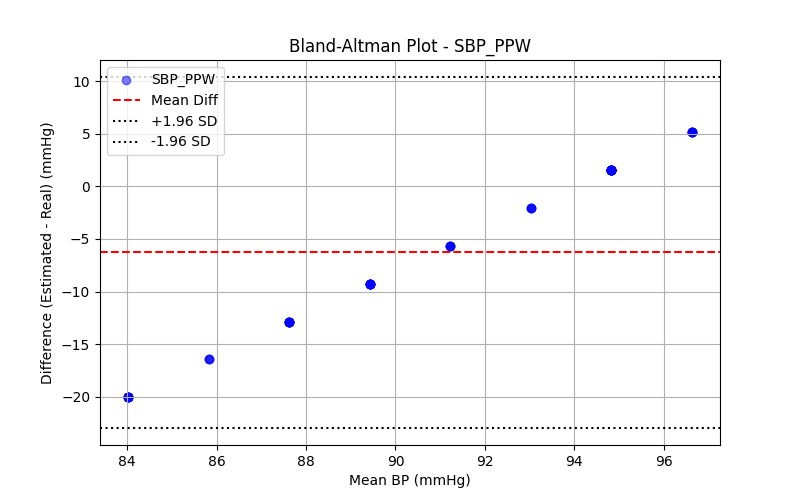 Bland-Altman Plot - SBP_PPW
SBP_PPW
Mean Diff
+1.96 SD
-1.96 SD
Difference (Estimated - Real) (mmHg)
10
5
0
−5
−10
−15
−20
84 86 88 90 92 94 96
Mean BP (mmHg)